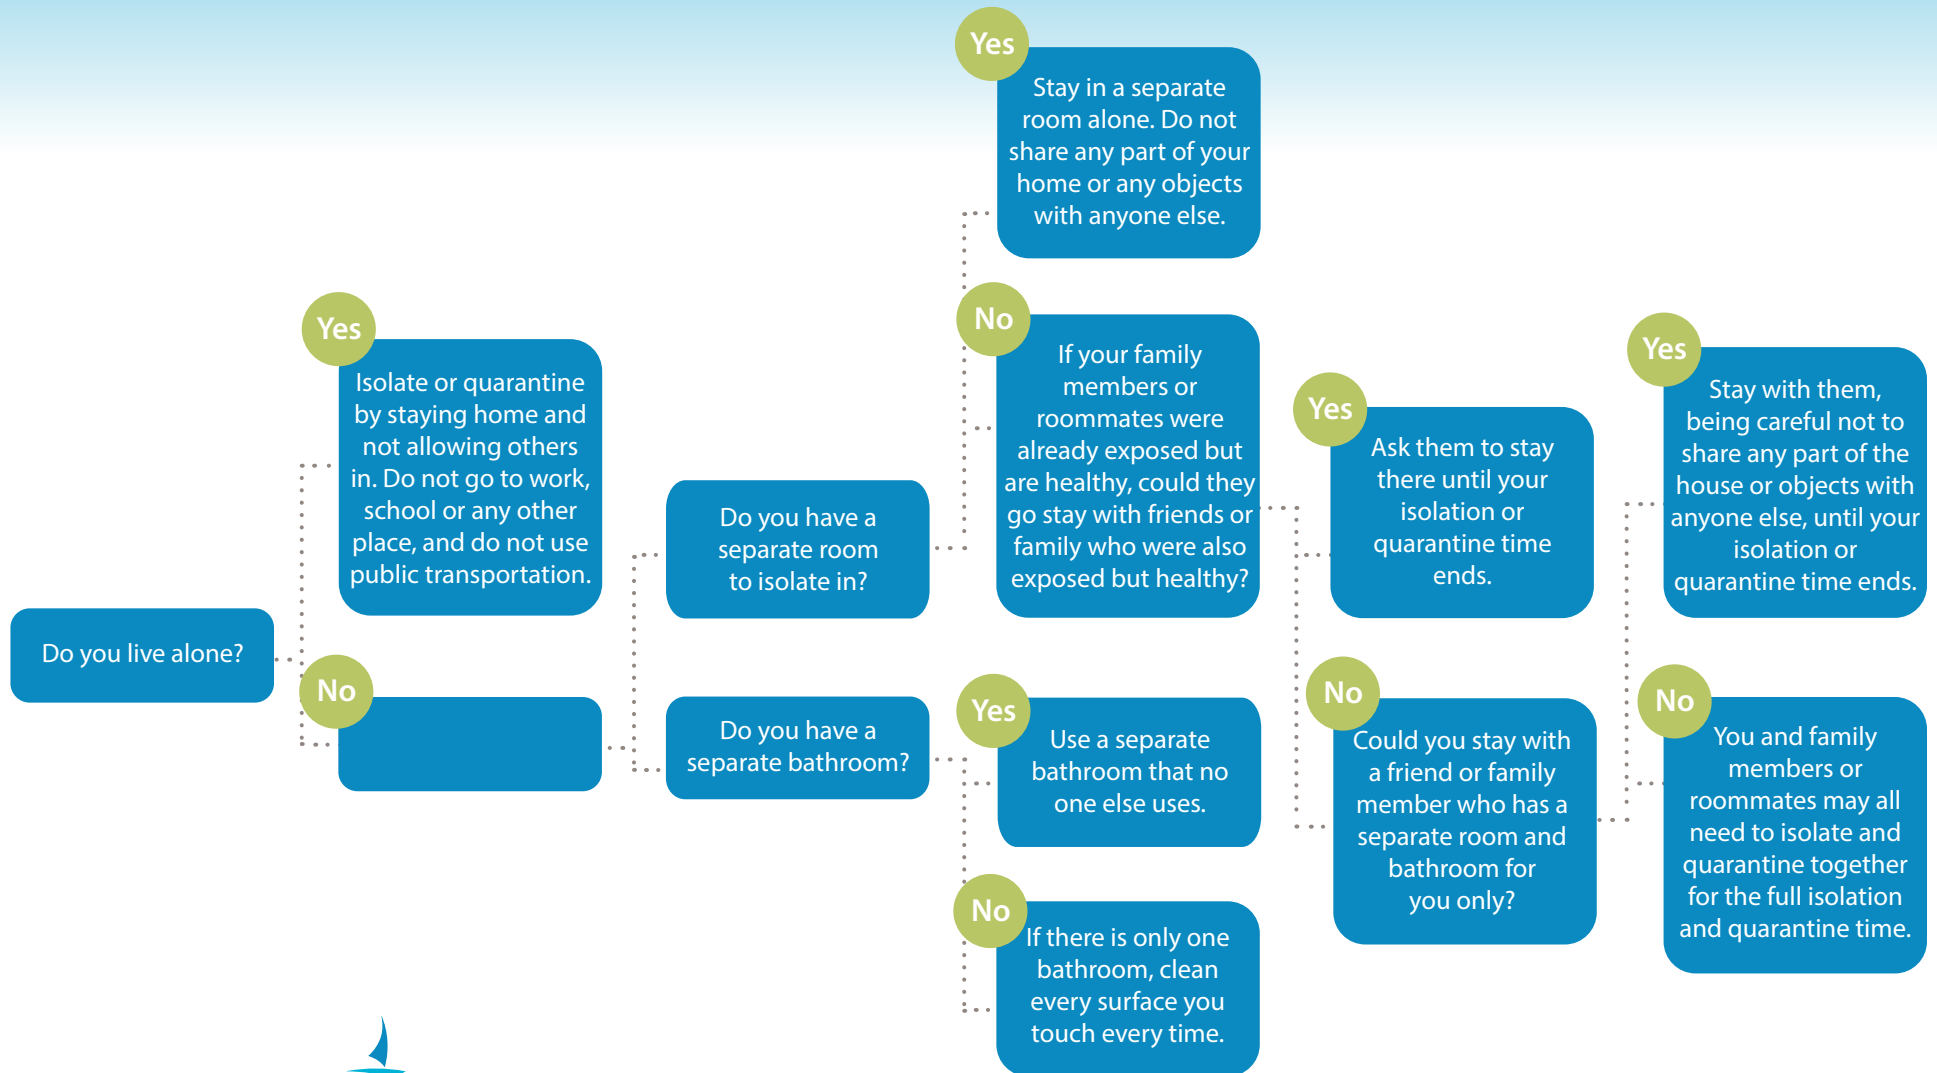 Do you live alone?
Yes
Isolate or quarantine
by staying home and
not allowing others
in. Do not go to work,
school or any other
place, and do not use
public transportation.
No
Do you have a
separate room
to isolate in?
Yes
Stay in a separate
room alone. Do not
share any part of your
home or any objects
with anyone else.
No
If your family
members or
roommates were
already exposed but
are healthy, could they
go stay with friends or
family who were also
exposed but healthy?
Yes
Ask them to stay
there until your
isolation or
quarantine time
ends.
No
Could you stay with
a friend or family
member who has a
separate room and
bathroom for
you only?
Yes
Stay with them,
being careful not to
share any part of the
house or objects with
anyone else, until your
isolation or
quarantine time ends.
No
You and family
members or
roommates may all
need to isolate and
quarantine together
for the full isolation
and quarantine time.
Do you have a
separate bathroom?
Yes
Use a separate
bathroom that no
one else uses.
No
If there is only one
bathroom, clean
every surface you
touch every time.